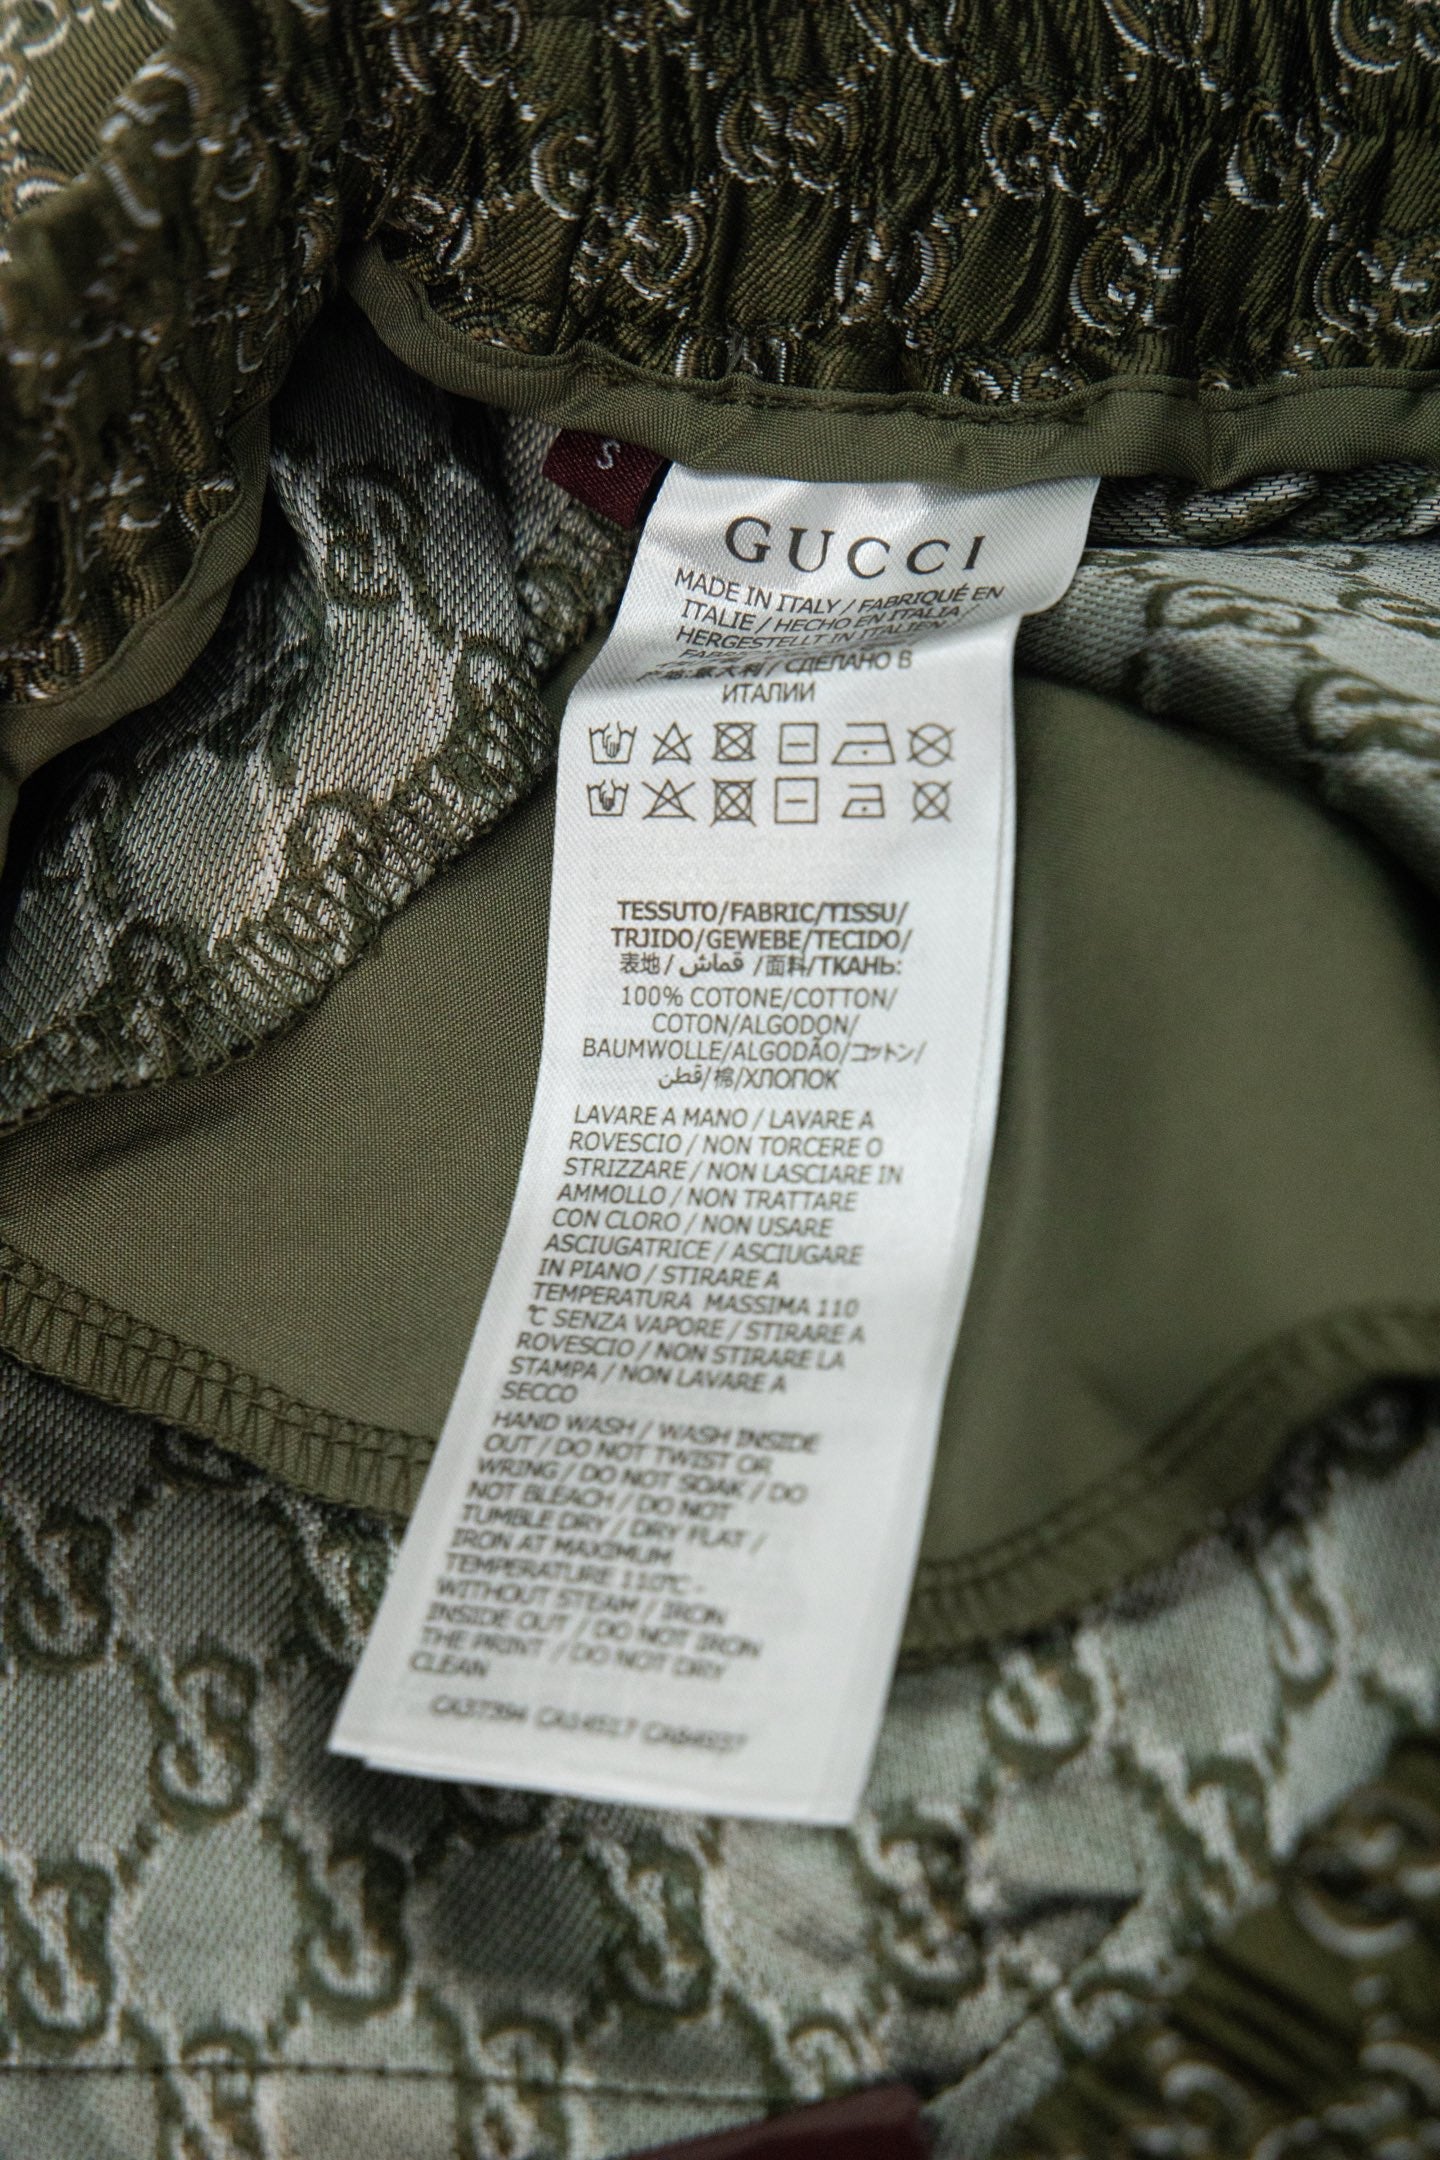 S
GUCCI
MADE IN ITALY / FABRIQUÉ EN
ITALIE / HECHO EN ITALIA /
HERGESTELLT IN ITALIEN
意大利 / СДЕЛАНО В
ИТАЛИИ
TESSUTO/FABRIC/TISSU/
TRJIDO/GEWEBE/TECIDO/
表地/ قماش /面料/ТКАНЬ:
100% COTONE/COTTON/
COTON/ALGODON/
BAUMWOLLE/ALGODÃO/コットン/
قطن/棉/ХЛОПОК
LAVARE A MANO / LAVARE A
ROVESCIO / NON TORCERE O
STRIZZARE / NON LASCIARE IN
AMMOLLO / NON TRATTARE
CON CLORO / NON USARE
ASCIUGATRICE / ASCIUGARE
IN PIANO / STIRARE A
TEMPERATURA MASSIMA 110
℃ SENZA VAPORE / STIRARE A
ROVESCIO / NON STIRARE LA
STAMPA / NON LAVARE A
SECCO
HAND WASH / WASH INSIDE
OUT / DO NOT TWIST OR
WRING / DO NOT SOAK / DO
NOT BLEACH / DO NOT
TUMBLE DRY / DRY FLAT /
IRON AT MAXIMUM
TEMPERATURE 110℃ -
WITHOUT STEAM / IRON
INSIDE OUT / DO NOT IRON
THE PRINT / DO NOT DRY
CLEAN
CA37394